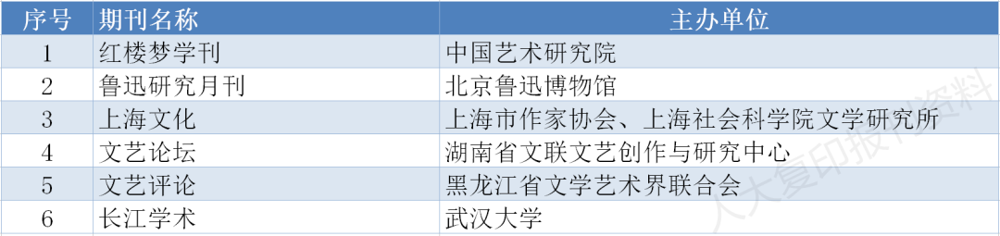 序号 期刊名称 主办单位
1 红楼梦学刊 中国艺术研究院
2 鲁迅研究月刊 北京鲁迅博物馆
3 上海文化 上海市作家协会、上海社会科学院文学研究所
4 文艺论坛 湖南省文联文艺创作与研究中心
5 文艺评论 黑龙江省文学艺术界联合会
6 长江学术 武汉大学
人大复印报刊资料